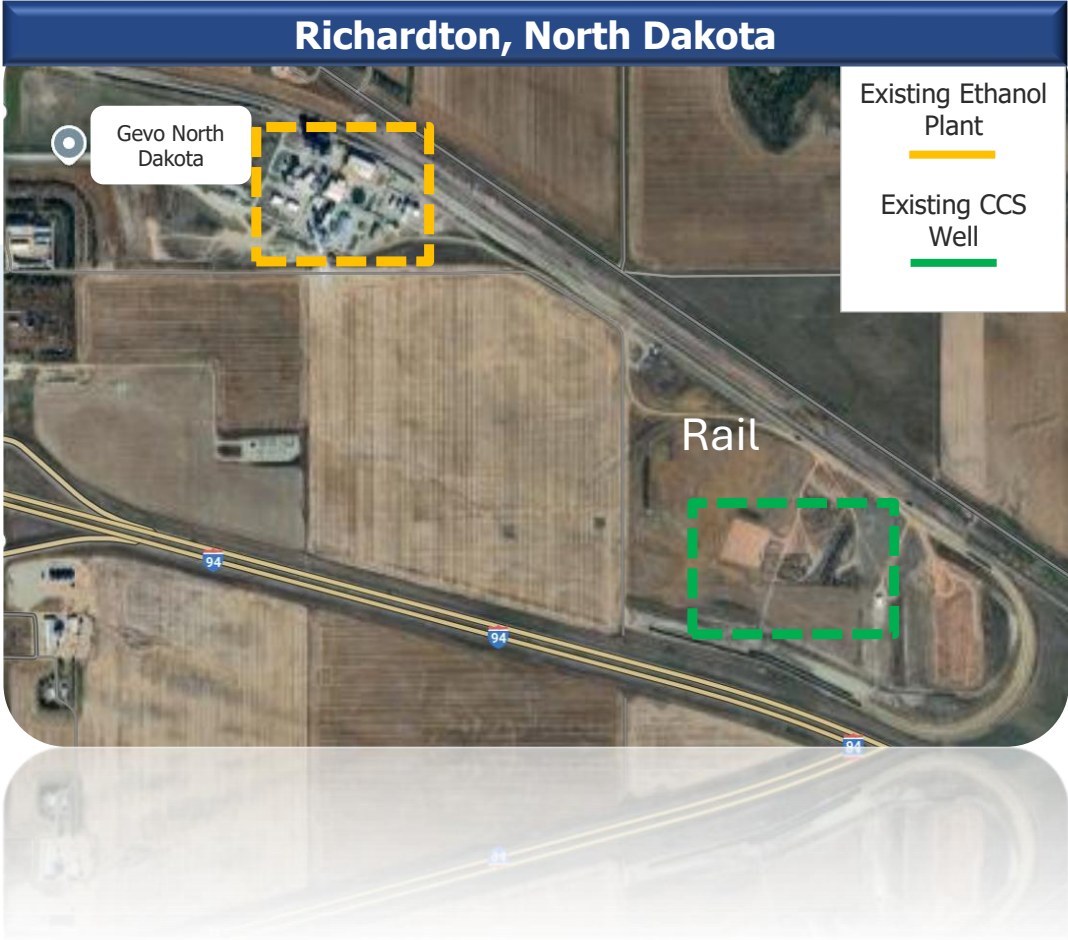 Richardton, North Dakota
Existing Ethanol
Plant
Existing CCS
Well
Gevo North
Dakota
Rail
94
94
94